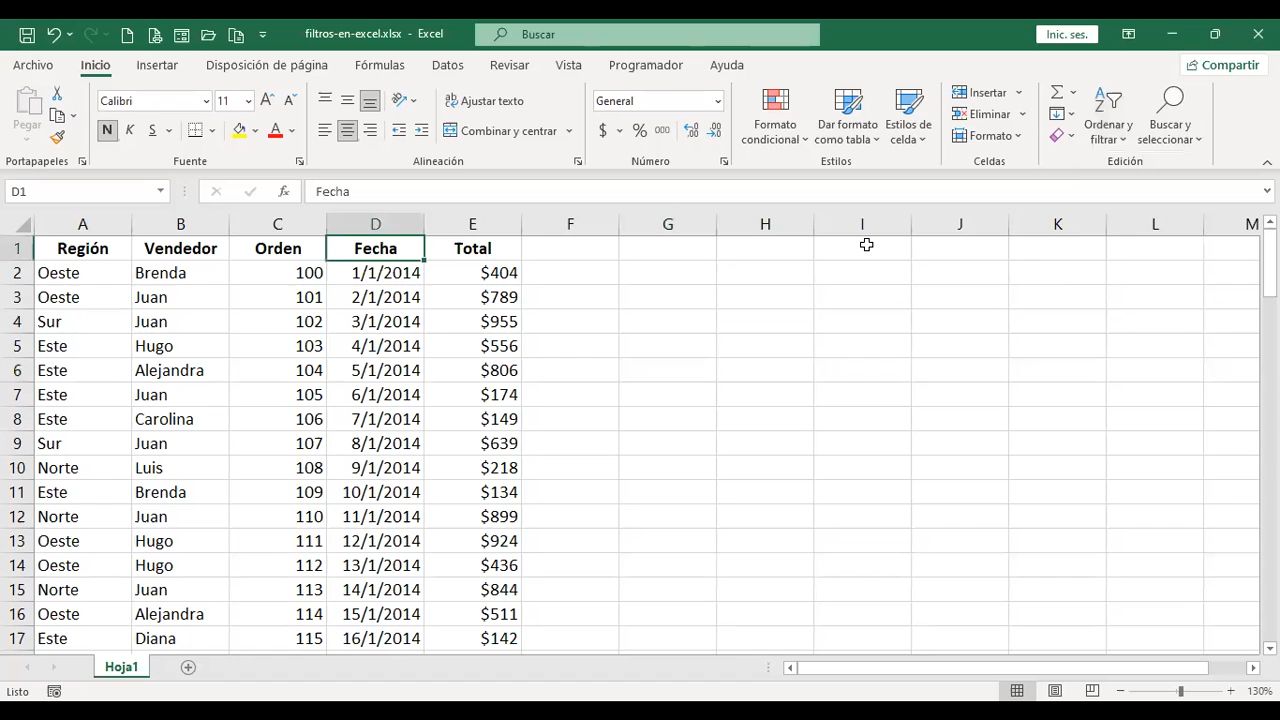 filtros-en-excel.xlsx - Excel
Buscar
Inic. ses.
Archivo Inicio Insertar Disposición de página Fórmulas Datos Revisar Vista Programador Ayuda Compartir
Pegar
Portapapeles
Calibri 11
N K S
Fuente
Ajustar texto
Combinar y centrar
Alineación
General
$ % 000
Número
Formato condicional
Dar formato como tabla
Estilos de celda
Estilos
Insertar
Eliminar
Formato
Celdas
Ordenar y filtrar
Buscar y seleccionar
Edición
D1 fx Fecha
A B C D E F G H I J K L M
1 Región Vendedor Orden Fecha Total
2 Oeste Brenda 100 1/1/2014 $404
3 Oeste Juan 101 2/1/2014 $789
4 Sur Juan 102 3/1/2014 $955
5 Este Hugo 103 4/1/2014 $556
6 Este Alejandra 104 5/1/2014 $806
7 Este Juan 105 6/1/2014 $174
8 Este Carolina 106 7/1/2014 $149
9 Sur Juan 107 8/1/2014 $639
10 Norte Luis 108 9/1/2014 $218
11 Este Brenda 109 10/1/2014 $134
12 Norte Juan 110 11/1/2014 $899
13 Oeste Hugo 111 12/1/2014 $924
14 Oeste Hugo 112 13/1/2014 $436
15 Norte Juan 113 14/1/2014 $844
16 Oeste Alejandra 114 15/1/2014 $511
17 Este Diana 115 16/1/2014 $142
Hoja1
Listo
130%